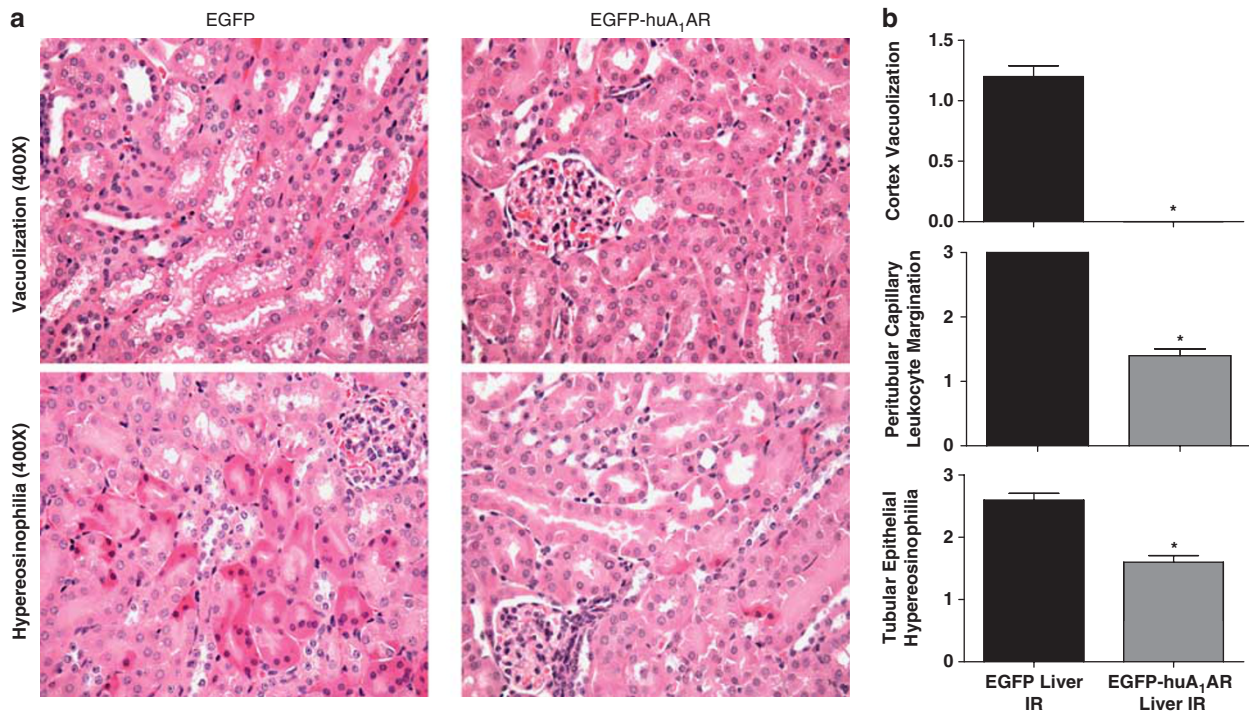 a
EGFP
EGFP-huA₁AR
Vacuolization (400X)
Hypereosinophilia (400X)
b
Cortex Vacuolization
1.5
1.0
0.5
0.0
*
Peritubular Capillary
Leukocyte Margination
3
2
1
0
*
Tubular Epithelial
Hypereosinophilia
3
2
1
0
*
EGFP Liver
IR
EGFP-huA₁AR
Liver IR